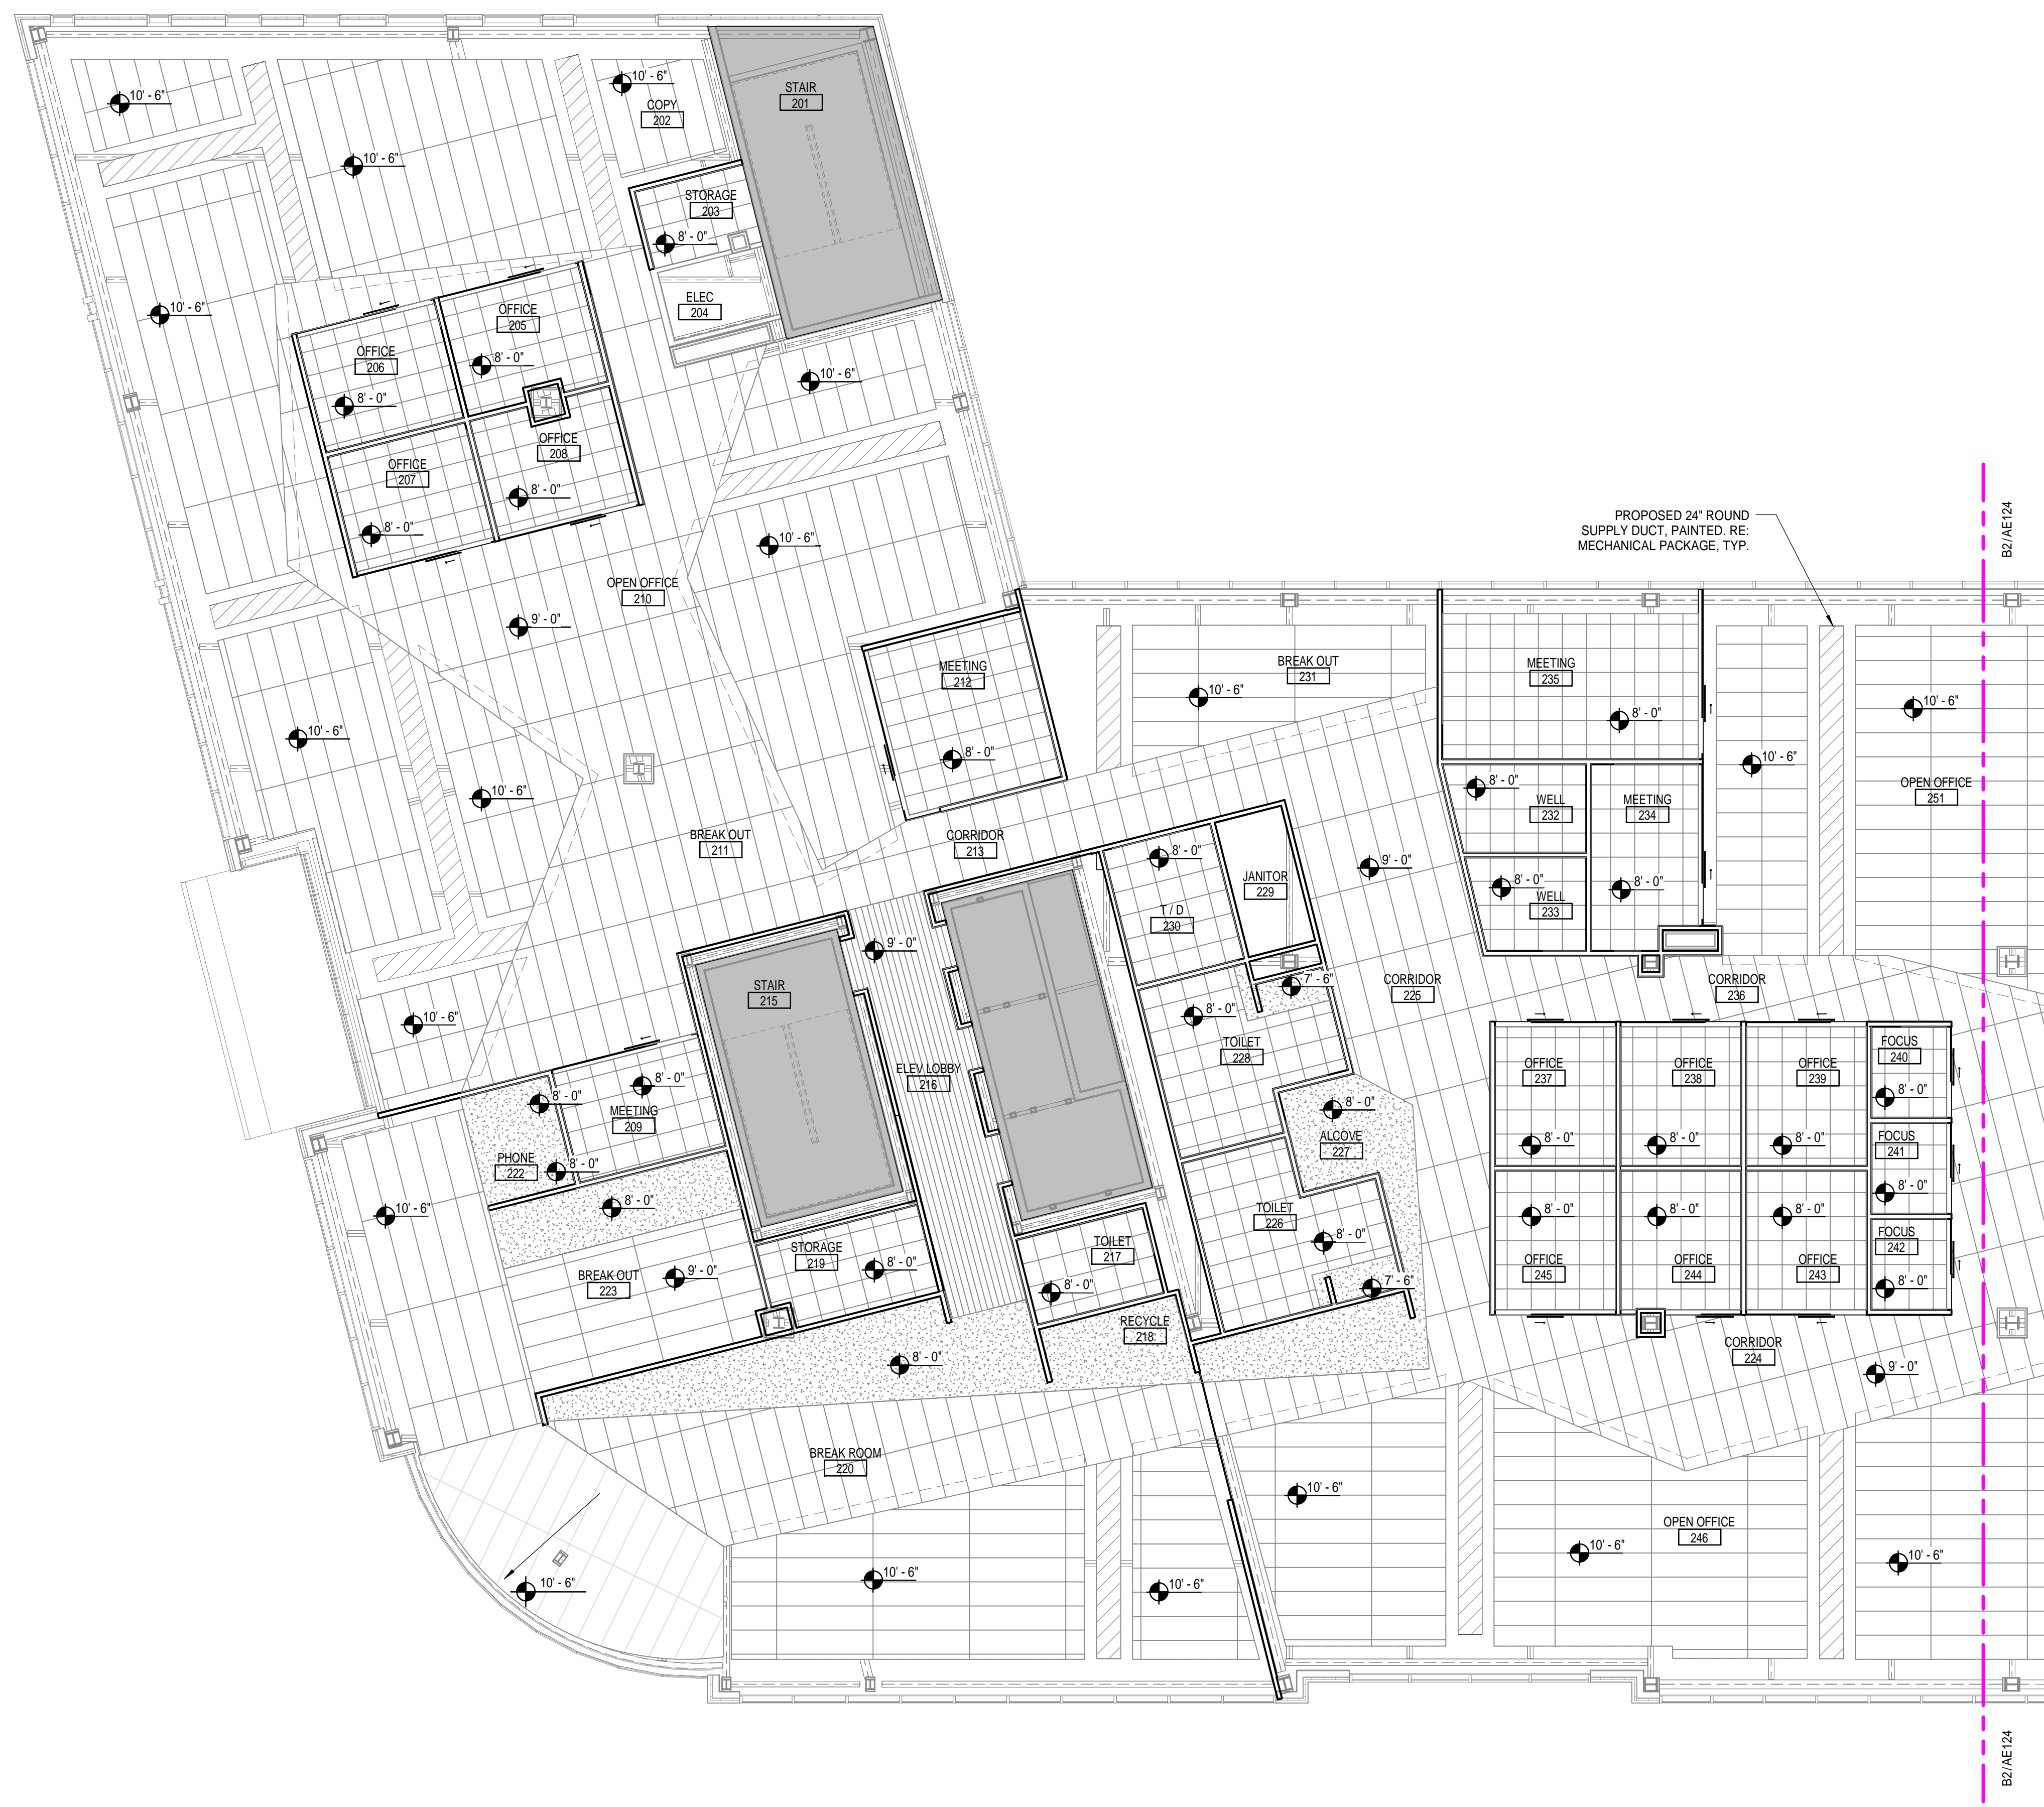 10' - 6"
10' - 6"
10' - 6"
COPY
202
STAIR
201
STORAGE
203
8' - 0"
ELEC
204
10' - 6"
OFFICE
205
8' - 0"
OFFICE
206
8' - 0"
10' - 6"
OFFICE
207
8' - 0"
OFFICE
208
8' - 0"
10' - 6"
OPEN OFFICE
210
9' - 0"
PROPOSED 24" ROUND
SUPPLY DUCT, PAINTED. RE:
MECHANICAL PACKAGE, TYP.
B2/AE124
MEETING
212
8' - 0"
BREAK OUT
231
10' - 6"
MEETING
235
8' - 0"
10' - 6"
10' - 6"
10' - 6"
10' - 6"
8' - 0"
WELL
232
MEETING
234
8' - 0"
OPEN OFFICE
251
BREAK OUT
211
CORRIDOR
213
8' - 0"
9' - 0"
JANITOR
229
8' - 0"
WELL
233
T / D
230
9' - 0"
STAIR
215
7' - 6"
CORRIDOR
225
CORRIDOR
236
10' - 6"
8' - 0"
TOILET
228
ELEV LOBBY
216
8' - 0"
8' - 0"
MEETING
209
PHONE
222
8' - 0"
8' - 0"
8' - 0"
ALCOVE
227
OFFICE
237
8' - 0"
OFFICE
238
8' - 0"
OFFICE
239
8' - 0"
FOCUS
240
8' - 0"
FOCUS
241
8' - 0"
10' - 6"
TOILET
226
8' - 0"
7' - 6"
STORAGE
219
8' - 0"
TOILET
217
8' - 0"
BREAK OUT
223
9' - 0"
8' - 0"
OFFICE
245
8' - 0"
OFFICE
244
8' - 0"
OFFICE
243
FOCUS
242
8' - 0"
RECYCLE
218
8' - 0"
CORRIDOR
224
9' - 0"
BREAK ROOM
220
10' - 6"
OPEN OFFICE
246
10' - 6"
10' - 6"
10' - 6"
10' - 6"
10' - 6"
B2/AE124